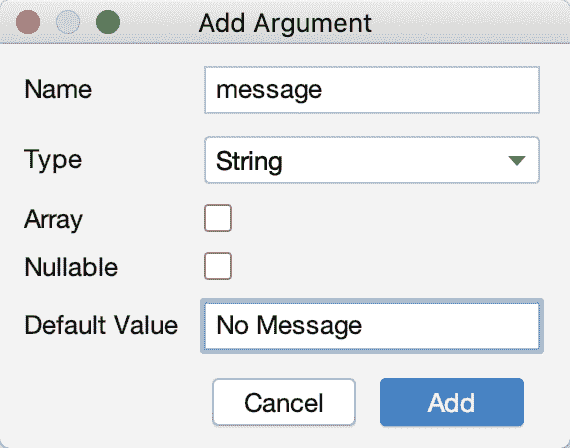 Add Argument
Name message
Type String
Array
Nullable
Default Value No Message
Cancel Add